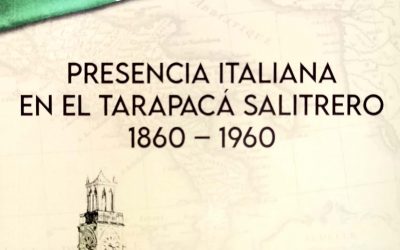 PRESENCIA ITALIANA
EN EL TARAPACÁ SALITRERO
1860 – 1960